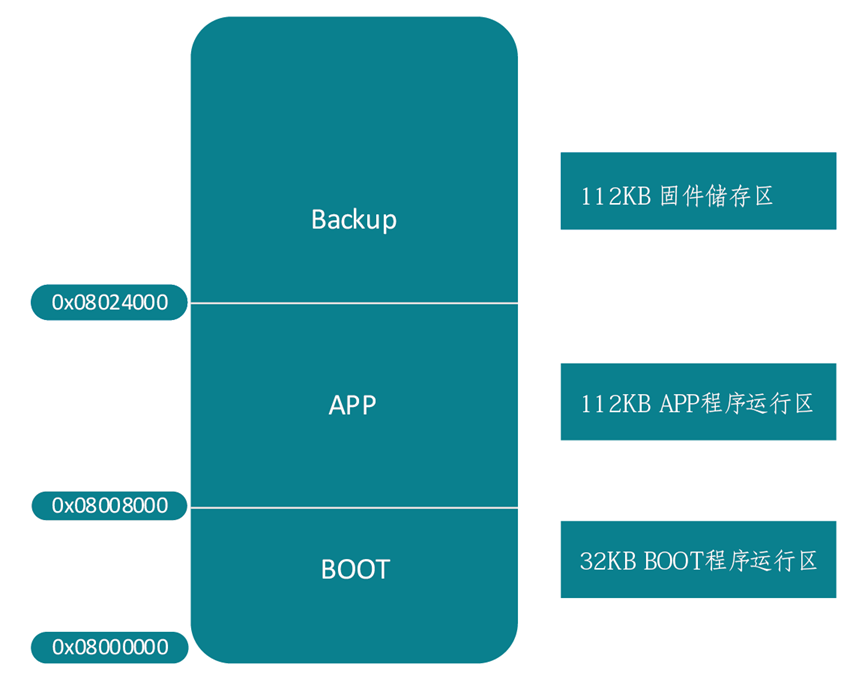 112KB 固件储存区
Backup
0x08024000
APP
112KB APP程序运行区
0x08008000
BOOT
32KB BOOT程序运行区
0x08000000